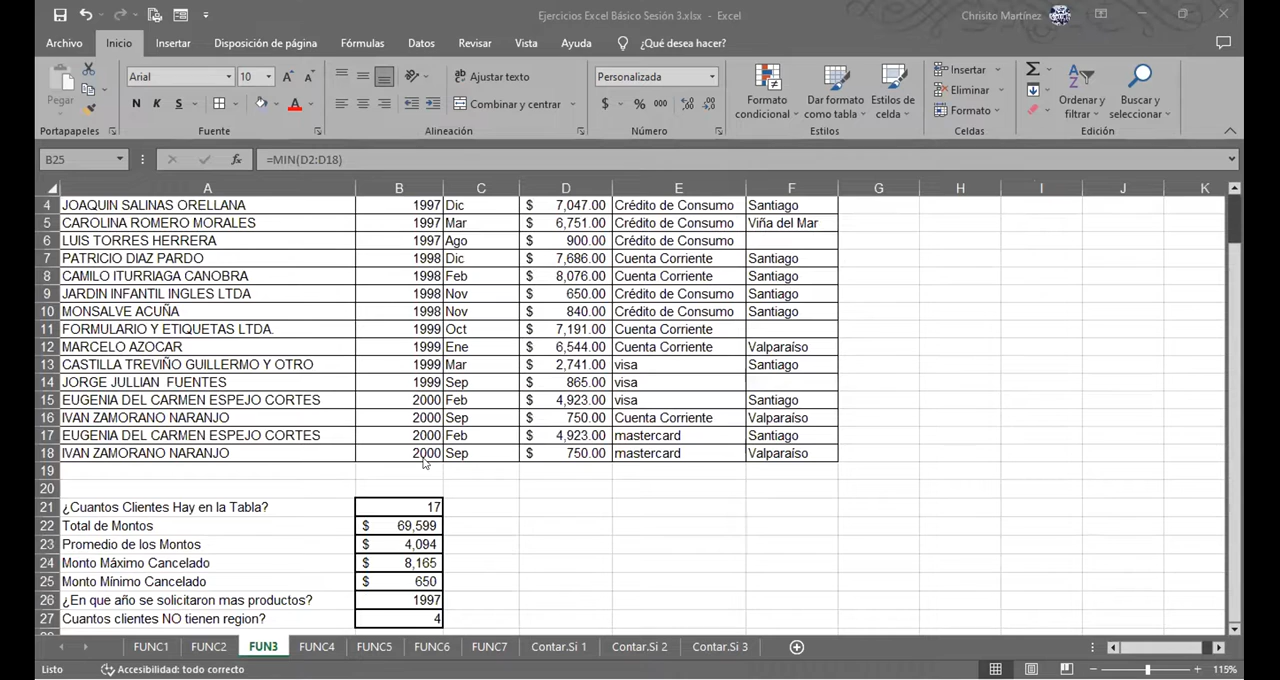 Ejercicios Excel Básico Sesión 3.xlsx - Excel
Chrisito Martínez
Archivo Inicio Insertar Disposición de página Fórmulas Datos Revisar Vista Ayuda ¿Qué desea hacer?
Pegar
Portapapeles
Arial 10 A A
N K S A
Fuente
ab Ajustar texto
Combinar y centrar
Alineación
Personalizada
$ % 000
Número
Formato condicional
Dar formato como tabla
Estilos de celda
Estilos
Insertar
Eliminar
Formato
Celdas
Ordenar y filtrar
Buscar y seleccionar
Edición
B25 fx =MIN(D2:D18)
A B C D E F G H I J K
4 JOAQUIN SALINAS ORELLANA 1997 Dic $ 7,047.00 Crédito de Consumo Santiago
5 CAROLINA ROMERO MORALES 1997 Mar $ 6,751.00 Crédito de Consumo Viña del Mar
6 LUIS TORRES HERRERA 1997 Ago $ 900.00 Crédito de Consumo
7 PATRICIO DIAZ PARDO 1998 Dic $ 7,686.00 Cuenta Corriente Santiago
8 CAMILO ITURRIAGA CANOBRA 1998 Feb $ 8,076.00 Cuenta Corriente Santiago
9 JARDIN INFANTIL INGLES LTDA 1998 Nov $ 650.00 Crédito de Consumo Santiago
10 MONSALVE ACUÑA 1998 Nov $ 840.00 Crédito de Consumo Santiago
11 FORMULARIO Y ETIQUETAS LTDA. 1999 Oct $ 7,191.00 Cuenta Corriente
12 MARCELO AZOCAR 1999 Ene $ 6,544.00 Cuenta Corriente Valparaíso
13 CASTILLA TREVIÑO GUILLERMO Y OTRO 1999 Mar $ 2,741.00 visa Santiago
14 JORGE JULLIAN FUENTES 1999 Sep $ 865.00 visa
15 EUGENIA DEL CARMEN ESPEJO CORTES 2000 Feb $ 4,923.00 visa Santiago
16 IVAN ZAMORANO NARANJO 2000 Sep $ 750.00 Cuenta Corriente Valparaíso
17 EUGENIA DEL CARMEN ESPEJO CORTES 2000 Feb $ 4,923.00 mastercard Santiago
18 IVAN ZAMORANO NARANJO 2000 Sep $ 750.00 mastercard Valparaíso
19
20
21 ¿Cuantos Clientes Hay en la Tabla? 17
22 Total de Montos $ 69,599
23 Promedio de los Montos $ 4,094
24 Monto Máximo Cancelado $ 8,165
25 Monto Mínimo Cancelado $ 650
26 ¿En que año se solicitaron mas productos? 1997
27 Cuantos clientes NO tienen region? 4
FUNC1 FUNC2 FUN3 FUNC4 FUNC5 FUNC6 FUNC7 Contar.Si 1 Contar.Si 2 Contar.Si 3
Listo Accesibilidad: todo correcto 115%